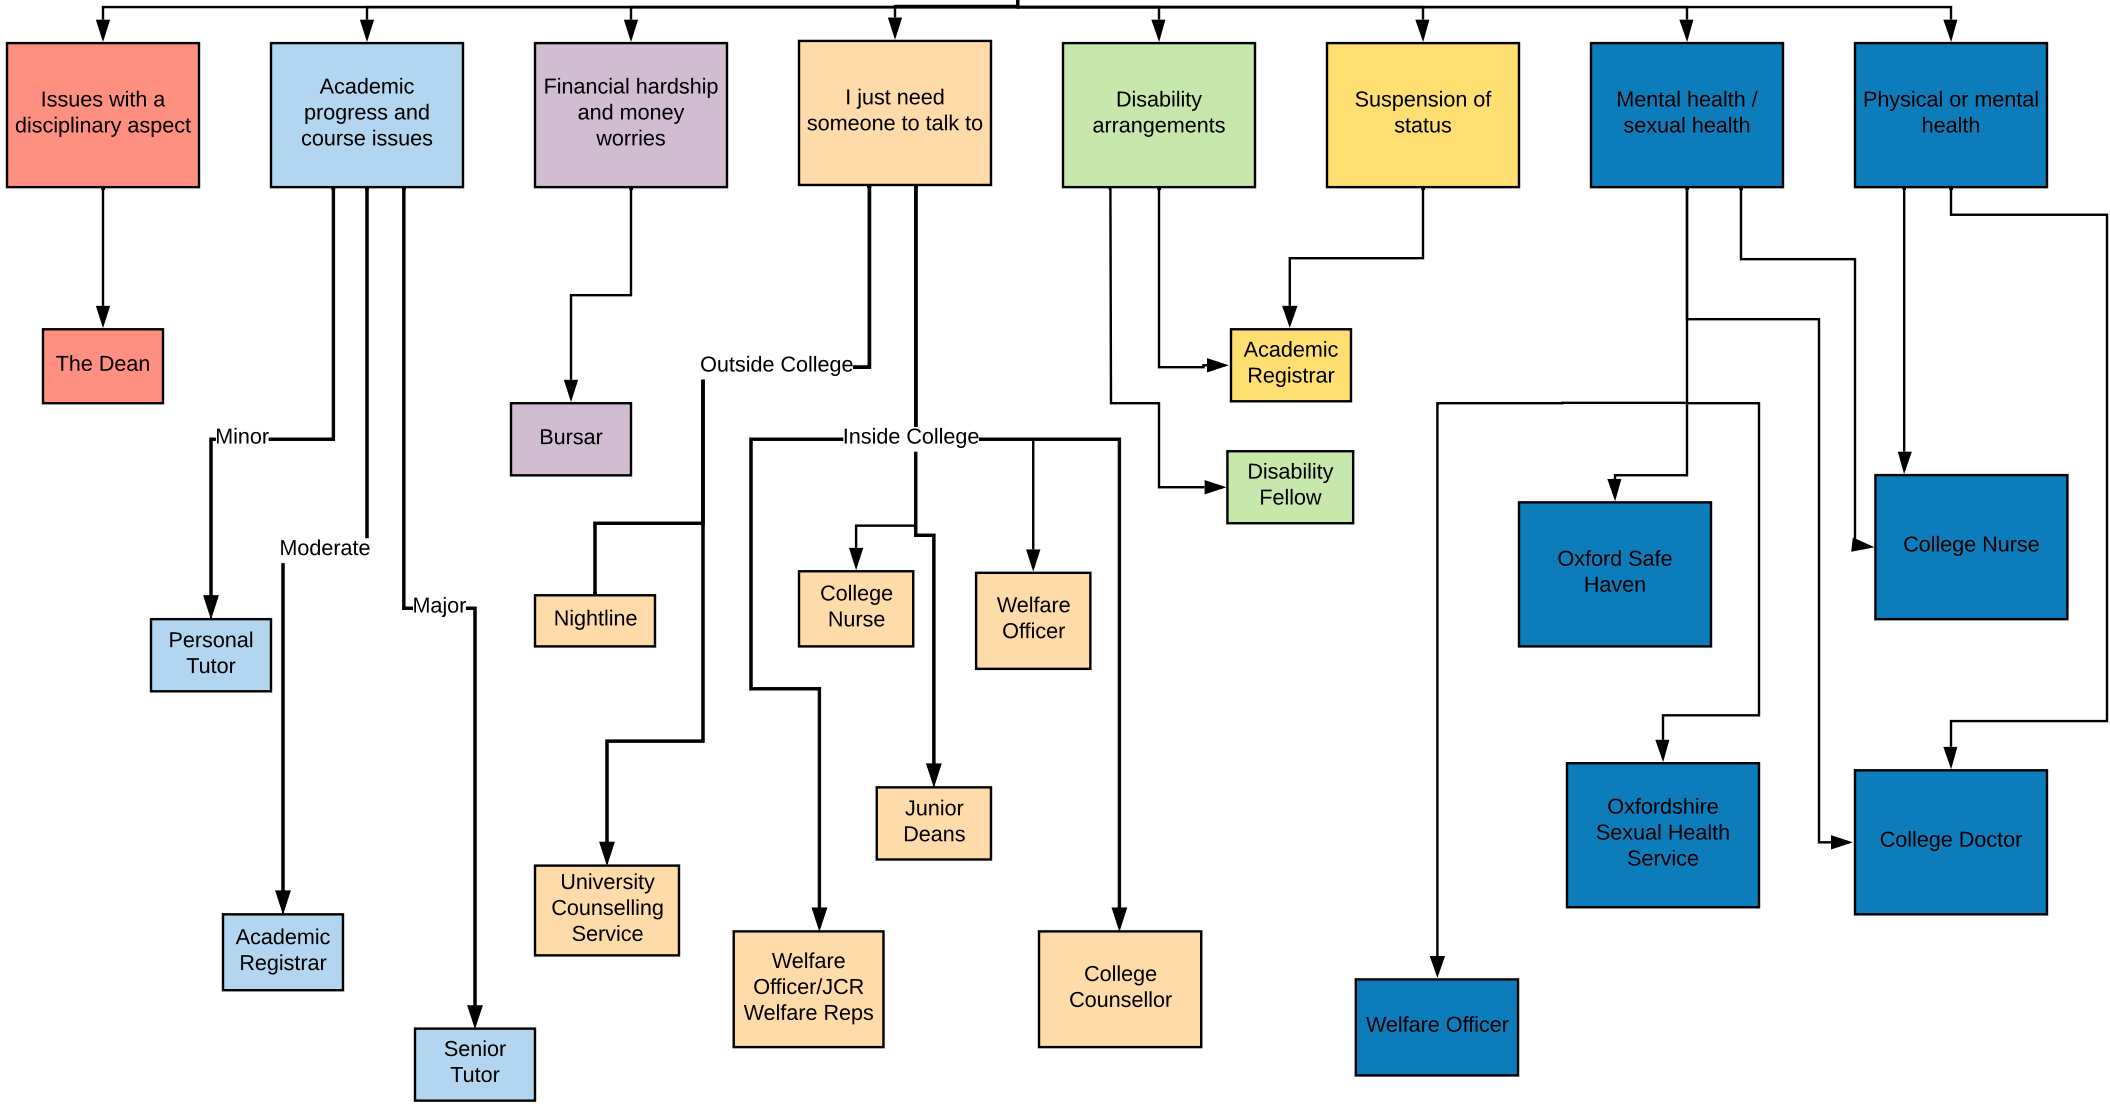 Issues with a
disciplinary aspect
Academic
progress and
course issues
Financial hardship
and money
worries
I just need
someone to talk to
Disability
arrangements
Suspension of
status
Mental health /
sexual health
Physical or mental
health
The Dean
Outside College
Academic
Registrar
Minor
Bursar
Inside College
Disability
Fellow
Moderate
Major
Personal
Tutor
Nightline
College
Nurse
Welfare
Officer
Oxford Safe
Haven
College Nurse
Junior
Deans
Oxfordshire
Sexual Health
Service
College Doctor
Academic
Registrar
University
Counselling
Service
Welfare
Officer/JCR
Welfare Reps
College
Counsellor
Welfare Officer
Senior
Tutor